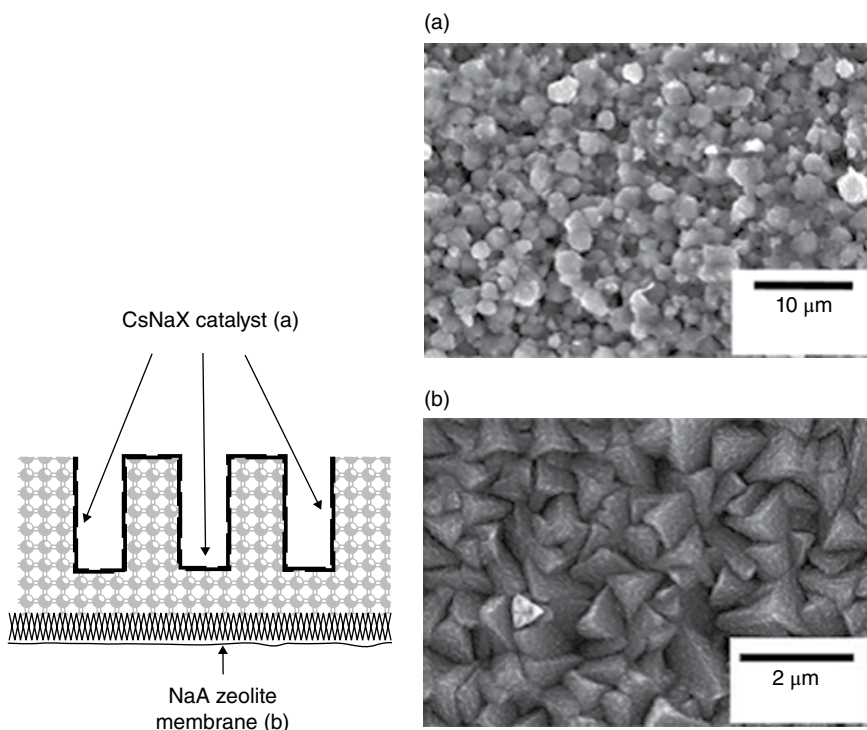 (a)
10 μm
CsNaX catalyst (a)
(b)
2 μm
NaA zeolite
membrane (b)